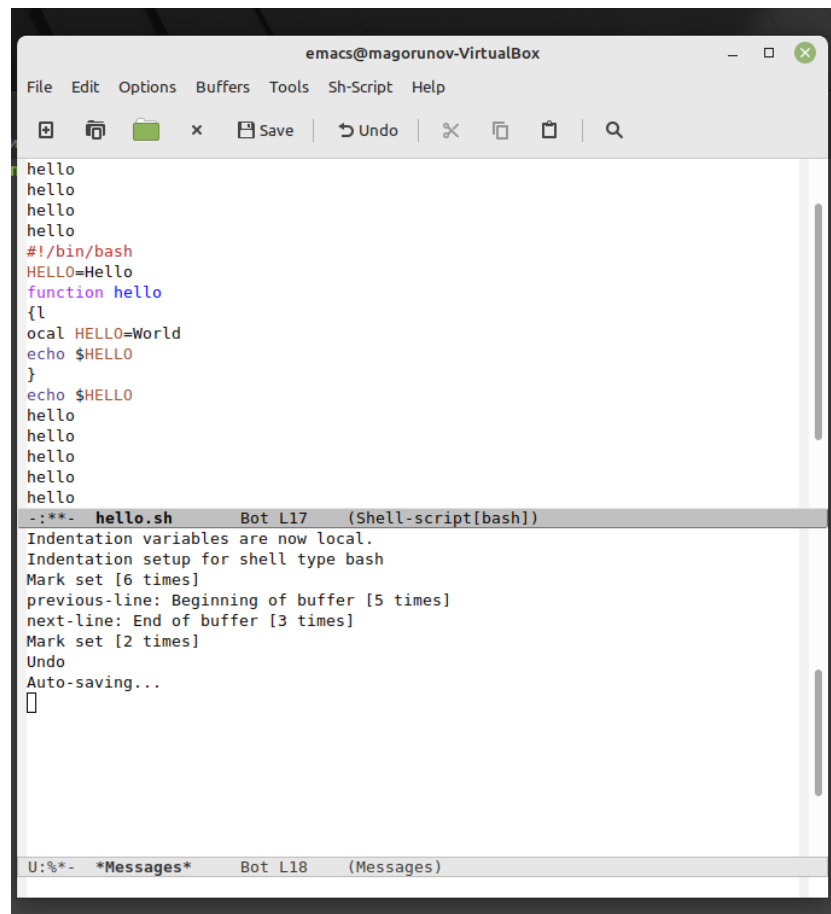 emacs@magorunov-VirtualBox
File Edit Options Buffers Tools Sh-Script Help
Save Undo
hello
hello
hello
hello
#!/bin/bash
HELLO=Hello
function hello
{l
ocal HELLO=World
echo $HELLO
}
echo $HELLO
hello
hello
hello
hello
hello
-:**-  hello.sh       Bot L17    (Shell-script[bash])
Indentation variables are now local.
Indentation setup for shell type bash
Mark set [6 times]
previous-line: Beginning of buffer [5 times]
next-line: End of buffer [3 times]
Mark set [2 times]
Undo
Auto-saving...
U:%*-  *Messages*     Bot L18    (Messages)